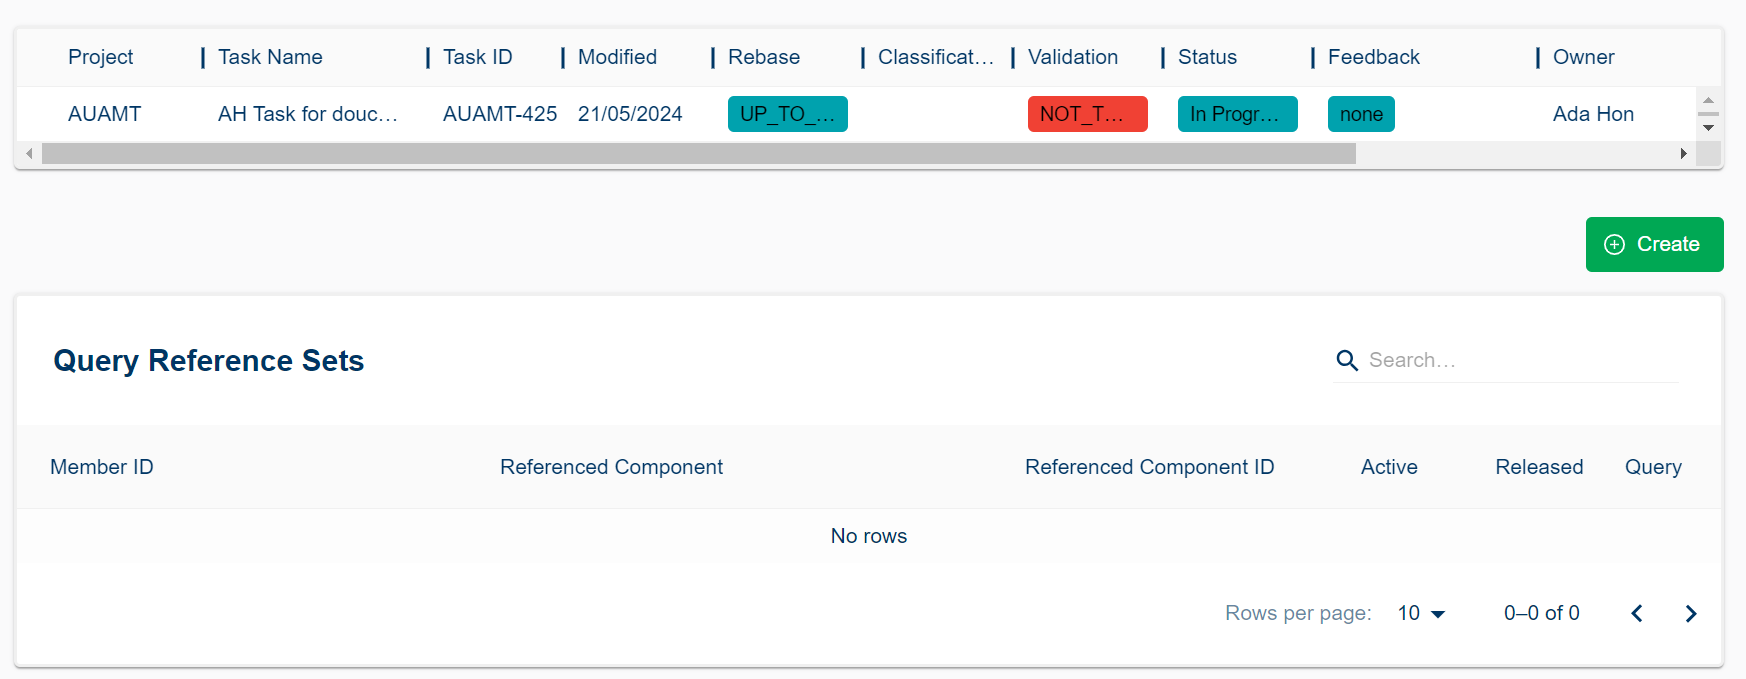 Project Task Name Task ID Modified Rebase Classificat... Validation Status Feedback Owner
AUAMT AH Task for douc... AUAMT-425 21/05/2024 UP_TO_... NOT_T... In Progr... none Ada Hon
Create
Query Reference Sets
Search...
Member ID Referenced Component Referenced Component ID Active Released Query
No rows
Rows per page: 10 0–0 of 0